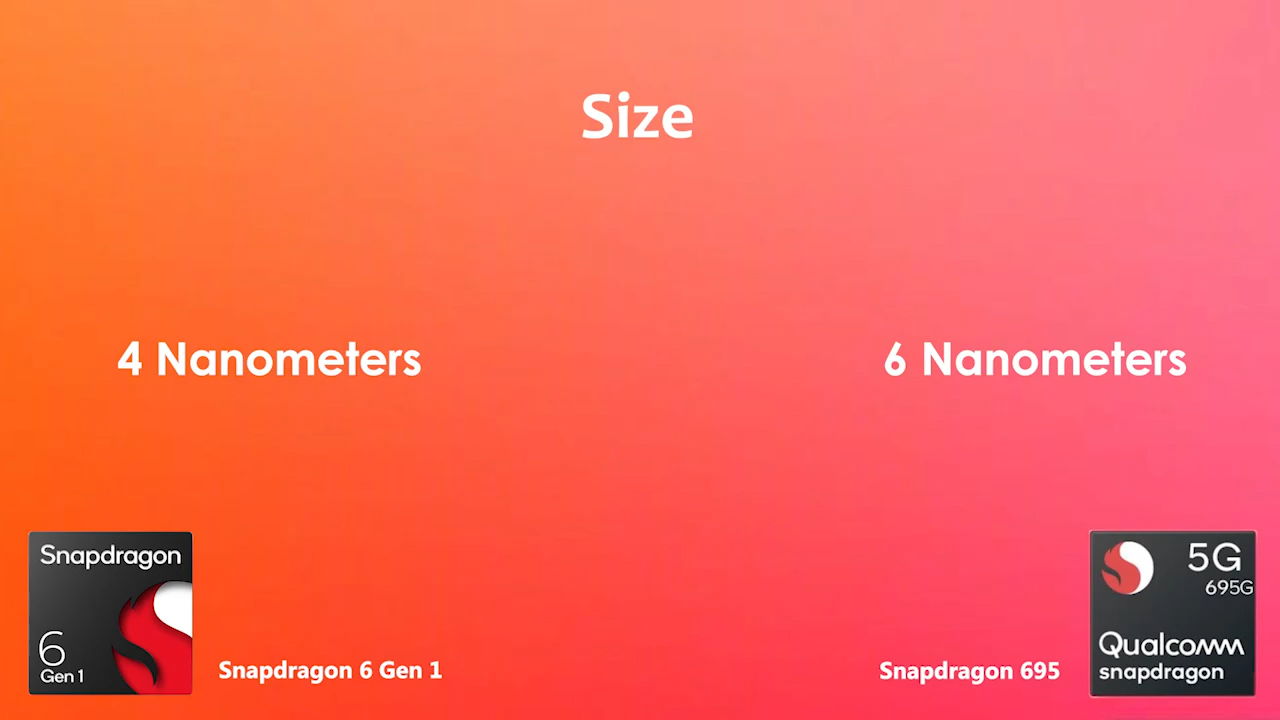 Size
4 Nanometers
6 Nanometers
Snapdragon
6
Gen 1
Snapdragon 6 Gen 1
Snapdragon 695
5G
695G
Qualcomm
snapdragon